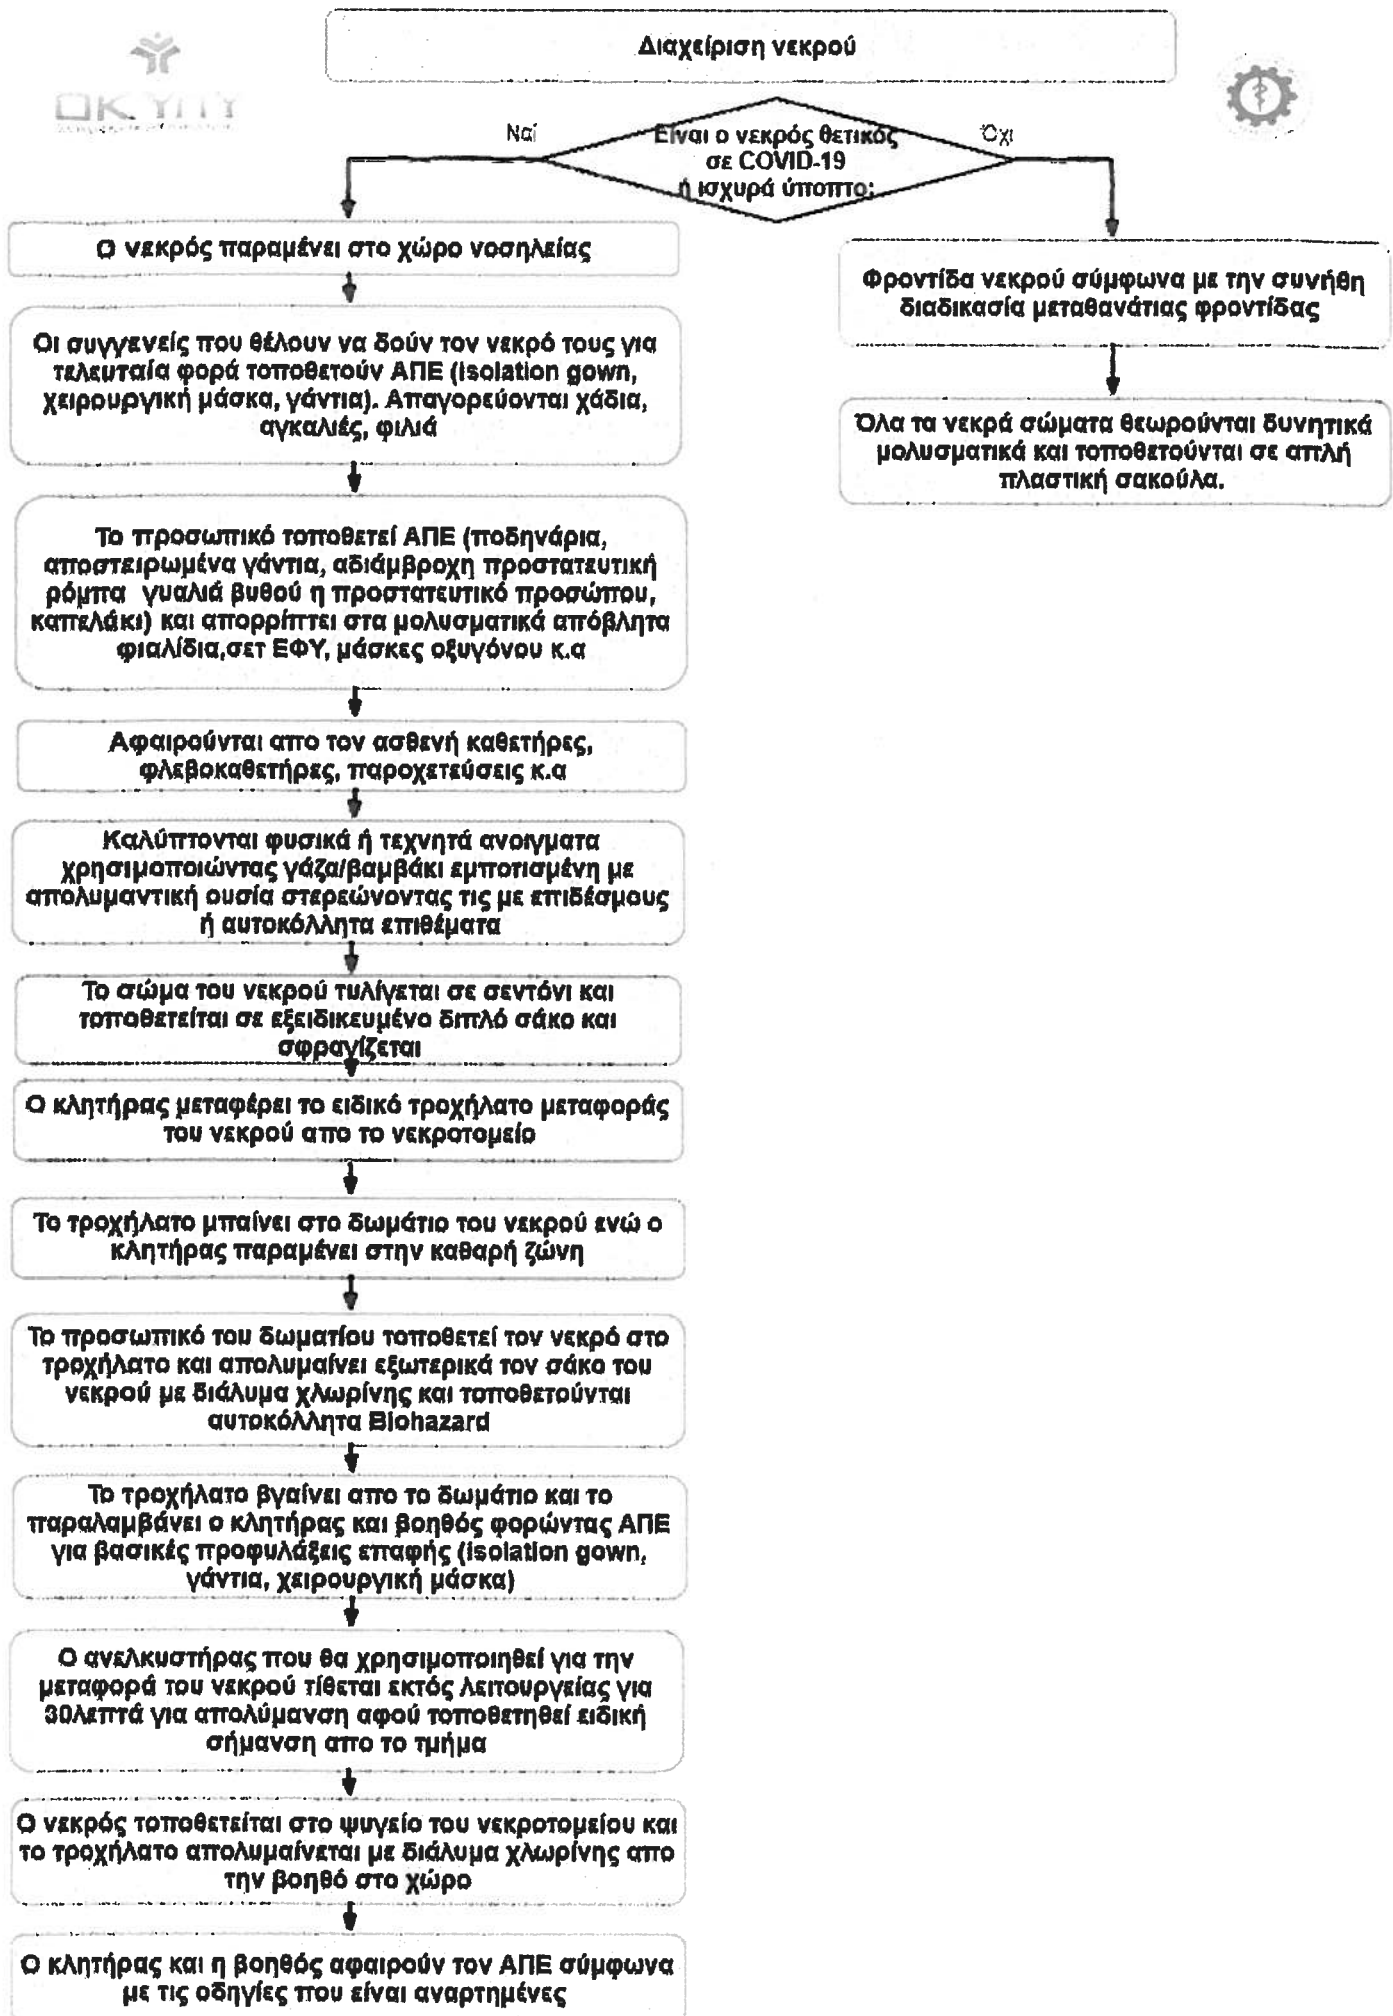 Διαχείριση νεκρού
ΟΚΥΠΥ
Ναί
Είναι ο νεκρός θετικός
σε COVID-19
ή ισχυρά ύποπτο;
Όχι
Ο νεκρός παραμένει στο χώρο νοσηλείας
Οι συγγενείς που θέλουν να δούν τον νεκρό τους για
τελευταία φορά τοποθετούν ΑΠΕ (isolation gown,
χειρουργική μάσκα, γάντια). Απαγορεύονται χάδια,
αγκαλιές, φιλιά
Το προσωπικό τοποθετεί ΑΠΕ (ποδηνάρια,
αποστειρωμένα γάντια, αδιάμβροχη προστατευτική
ρόμπα γυαλιά βυθού η προστατευτικό προσώπου,
καπελάκι) και απορρίπτει στα μολυσματικά απόβλητα
φιαλίδια,σετ ΕΦΥ, μάσκες οξυγόνου κ.α
Αφαιρούνται απο τον ασθενή καθετήρες,
φλεβοκαθετήρες, παροχετεύσεις κ.α
Καλύπτονται φυσικά ή τεχνητά ανοιγματα
χρησιμοποιώντας γάζα/βαμβάκι εμποτισμένη με
απολυμαντική ουσία στερεώνοντας τις με επιδέσμους
ή αυτοκόλλητα επιθέματα
Το σώμα του νεκρού τυλίγεται σε σεντόνι και
τοποθετείται σε εξειδικευμένο διπλό σάκο και
σφραγίζεται
Ο κλητήρας μεταφέρει το ειδικό τροχήλατο μεταφοράς
του νεκρού απο το νεκροτομείο
Το τροχήλατο μπαίνει στο δωμάτιο του νεκρού ενώ ο
κλητήρας παραμένει στην καθαρή ζώνη
Το προσωπικό του δωματίου τοποθετεί τον νεκρό στο
τροχήλατο και απολυμαίνει εξωτερικά τον σάκο του
νεκρού με διάλυμα χλωρίνης και τοποθετούνται
αυτοκόλλητα Biohazard
Το τροχήλατο βγαίνει απο το δωμάτιο και το
παραλαμβάνει ο κλητήρας και βοηθός φορώντας ΑΠΕ
για βασικές προφυλάξεις επαφής (isolation gown,
γάντια, χειρουργική μάσκα)
Ο ανελκυστήρας που θα χρησιμοποιηθεί για την
μεταφορά του νεκρού τίθεται εκτός λειτουργείας για
30λεπτά για απολύμανση αφού τοποθετηθεί ειδική
σήμανση απο το τμήμα
Ο νεκρός τοποθετείται στο ψυγείο του νεκροτομείου και
το τροχήλατο απολυμαίνεται με διάλυμα χλωρίνης απο
την βοηθό στο χώρο
Ο κλητήρας και η βοηθός αφαιρούν τον ΑΠΕ σύμφωνα
με τις οδηγίες που είναι αναρτημένες
Φροντίδα νεκρού σύμφωνα με την συνήθη
διαδικασία μεταθανάτιας φροντίδας
Όλα τα νεκρά σώματα θεωρούνται δυνητικά
μολυσματικά και τοποθετούνται σε απλή
πλαστική σακούλα.